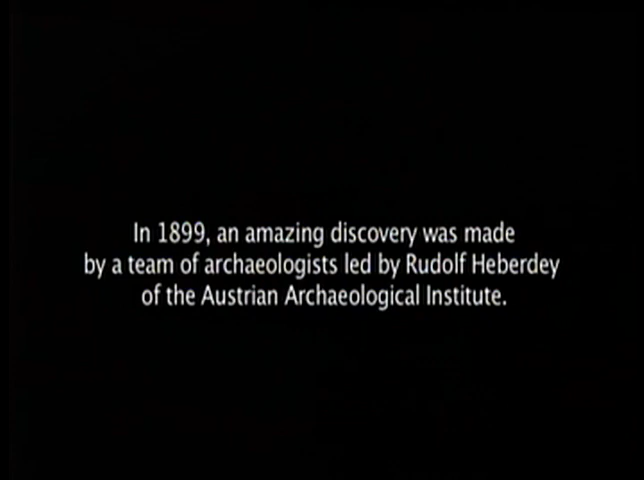 In 1899, an amazing discovery was made
by a team of archaeologists led by Rudolf Heberdey
of the Austrian Archaeological Institute.